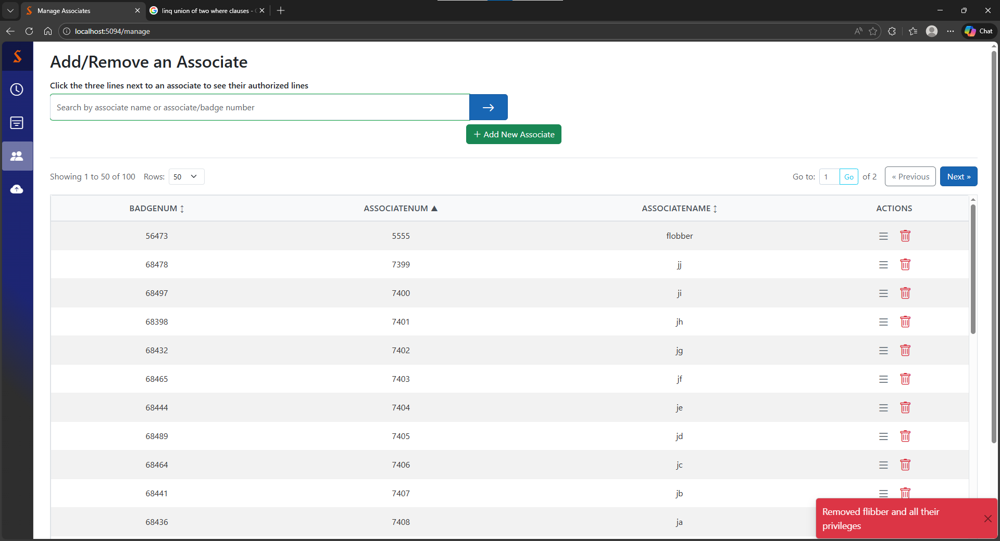 Manage Associates
linq union of two where clauses -
localhost:5094/manage
Chat
Add/Remove an Associate
Click the three lines next to an associate to see their authorized lines
Search by associate name or associate/badge number
+ Add New Associate
Showing 1 to 50 of 100 Rows: 50
Go to: 1 Go of 2 « Previous Next »
BADGENUM ↕ ASSOCIATENUM ▲ ASSOCIATENAME ↕ ACTIONS
56473 5555 flobber
68478 7399 jj
68497 7400 ji
68398 7401 jh
68432 7402 jg
68465 7403 jf
68444 7404 je
68489 7405 jd
68464 7406 jc
68441 7407 jb
68436 7408 ja
Removed flibber and all their
privileges